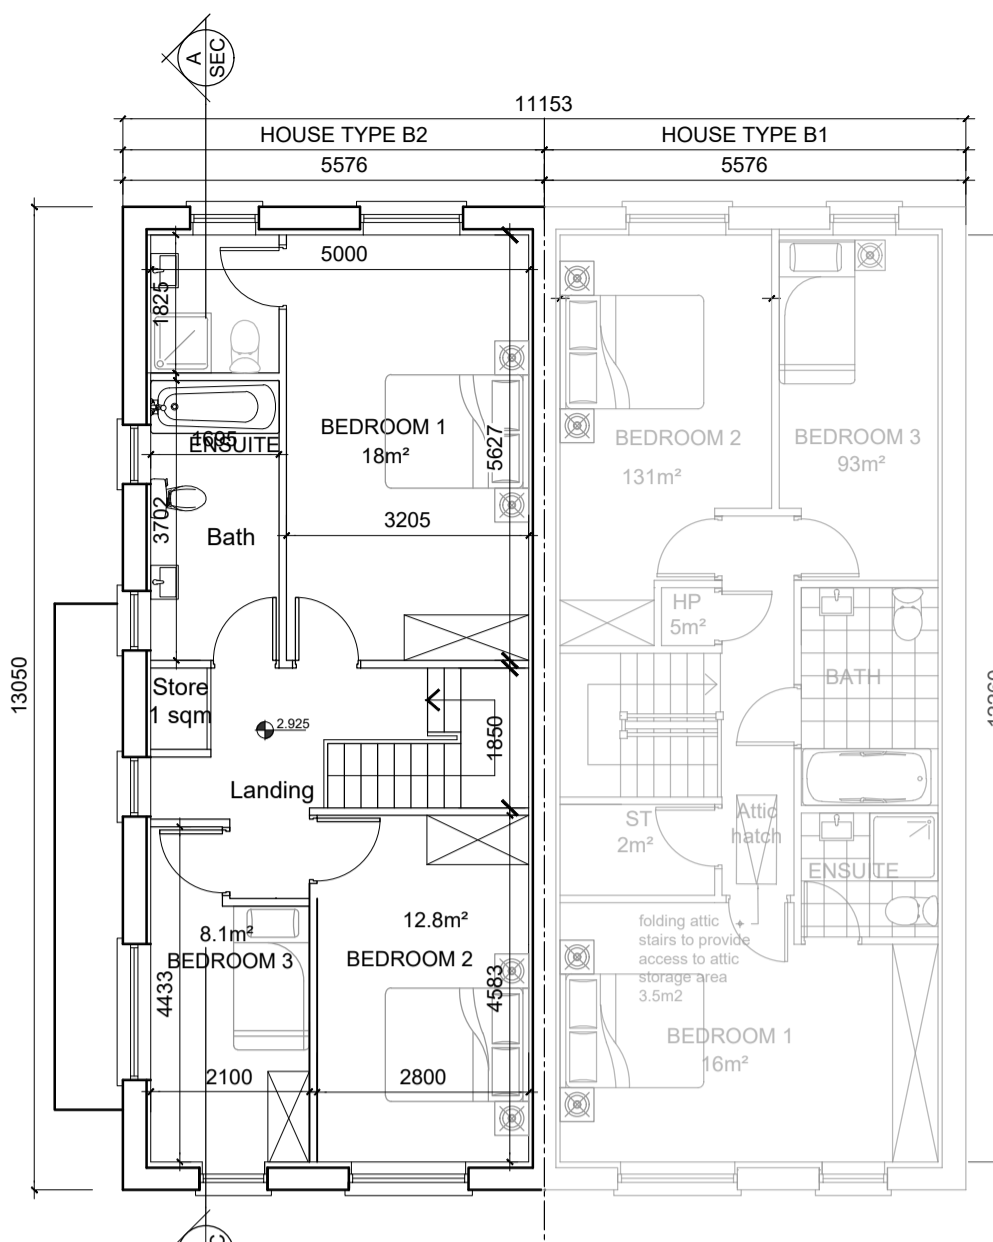 A
SEC
11153
HOUSE TYPE B2
HOUSE TYPE B1
5576
5576
5000
1825
BEDROOM 1
18m²
5627
1695
ENSUITE
3702
Bath
3205
BEDROOM 2
131m²
BEDROOM 3
93m²
HP
5m²
BATH
13050
Store
1 sqm
2.925
1850
Landing
ST
2m²
Attic
hatch
ENSUITE
folding attic
stairs to provide
access to attic
storage area
3.5m2
8.1m²
BEDROOM 3
4433
12.8m²
BEDROOM 2
4583
2100
2800
BEDROOM 1
16m²